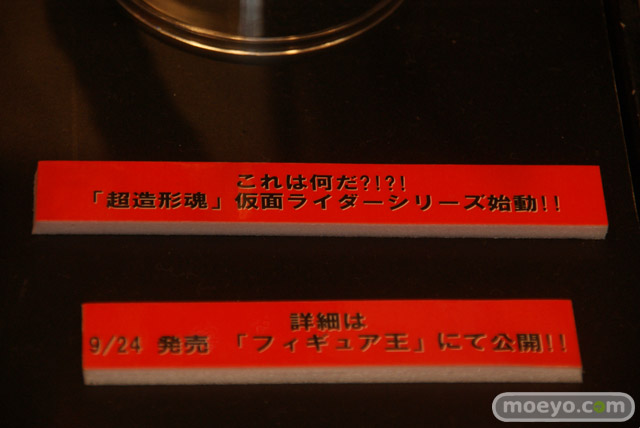 これは何だ?!?!
「超造形魂」仮面ライダーシリーズ始動!!
詳細は
9/24 発売 「フィギュア王」にて公開!!
moeyo.com